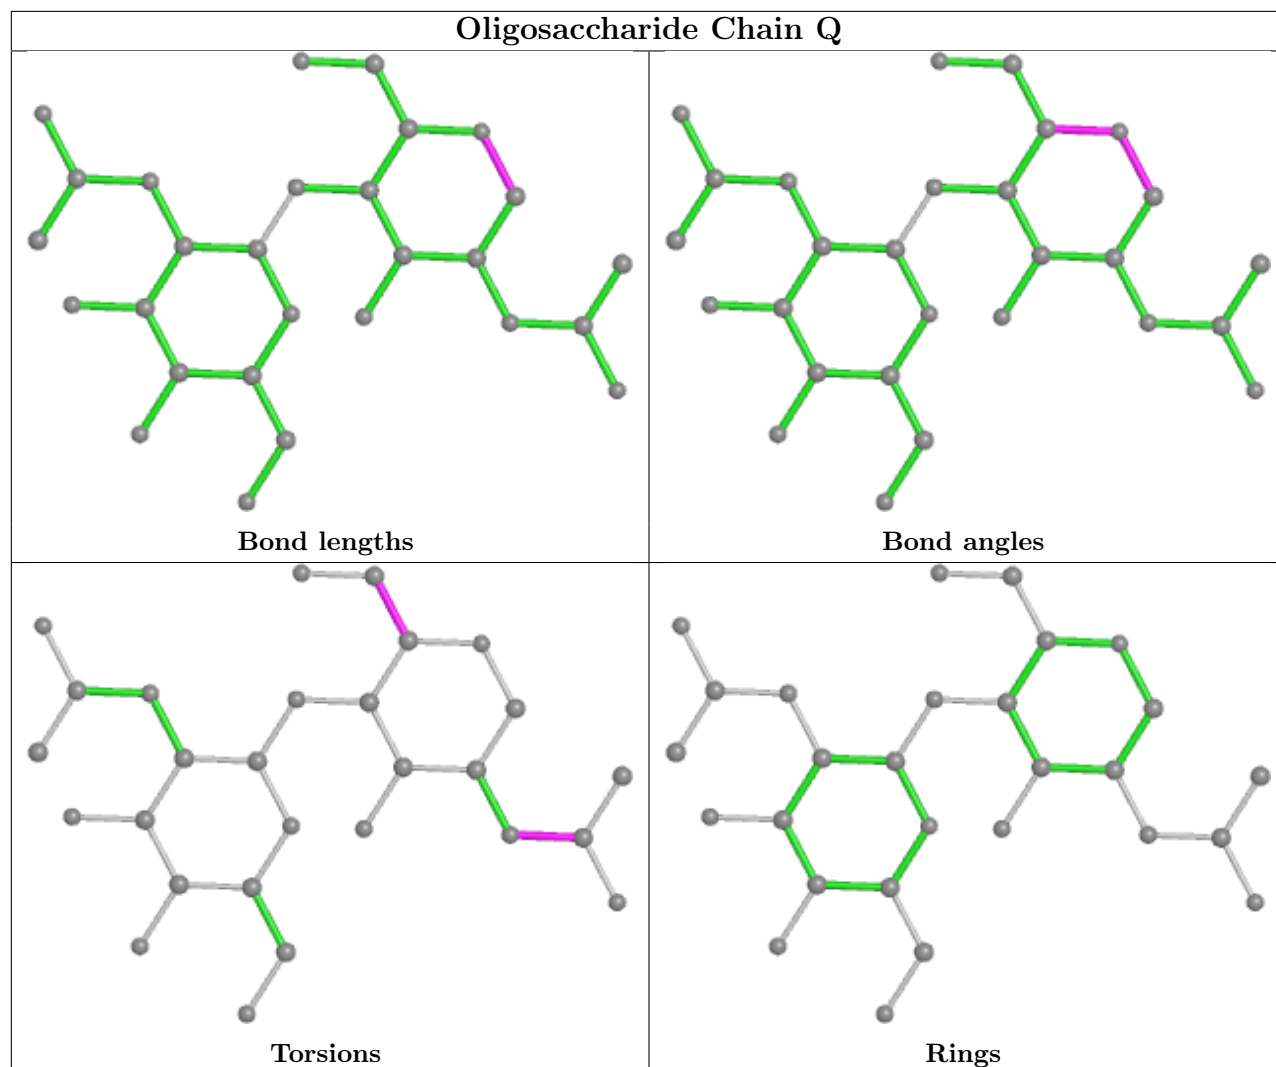 Oligosaccharide Chain Q
Bond lengths
Bond angles
Torsions
Rings